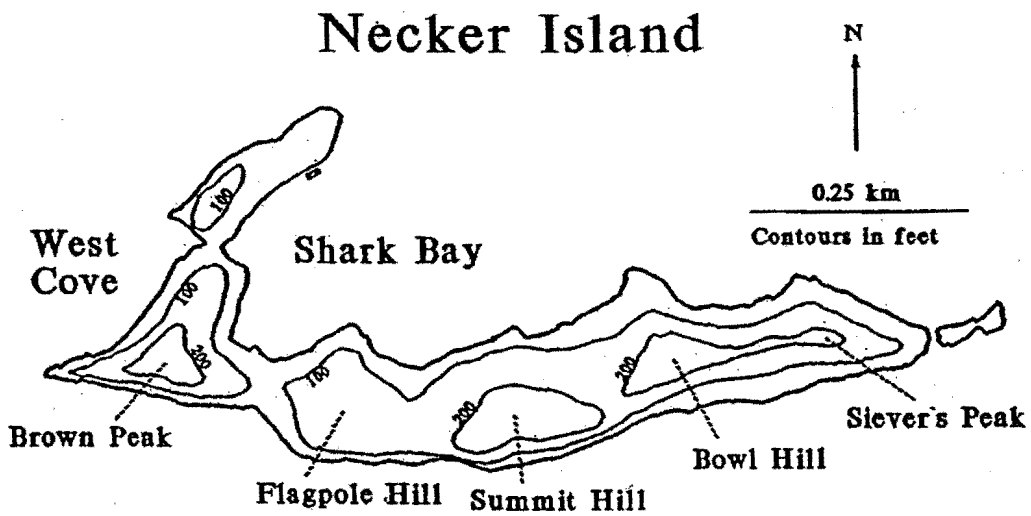 Necker Island
N
0.25 km
Contours in feet
West
Cove
Shark Bay
100
100
200
100
200
200
Brown Peak
Flagpole Hill
Summit Hill
Bowl Hill
Siever's Peak